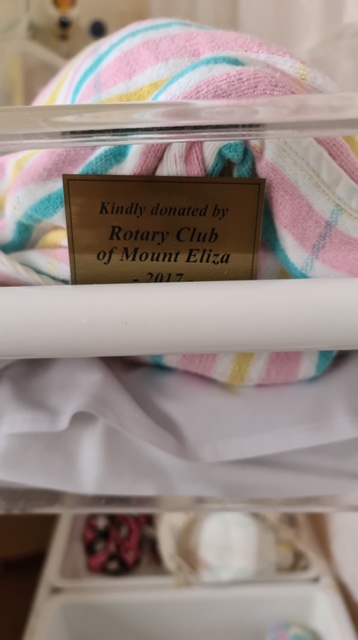 Kindly donated by
Rotary Club
of Mount Eliza
- 2017 -